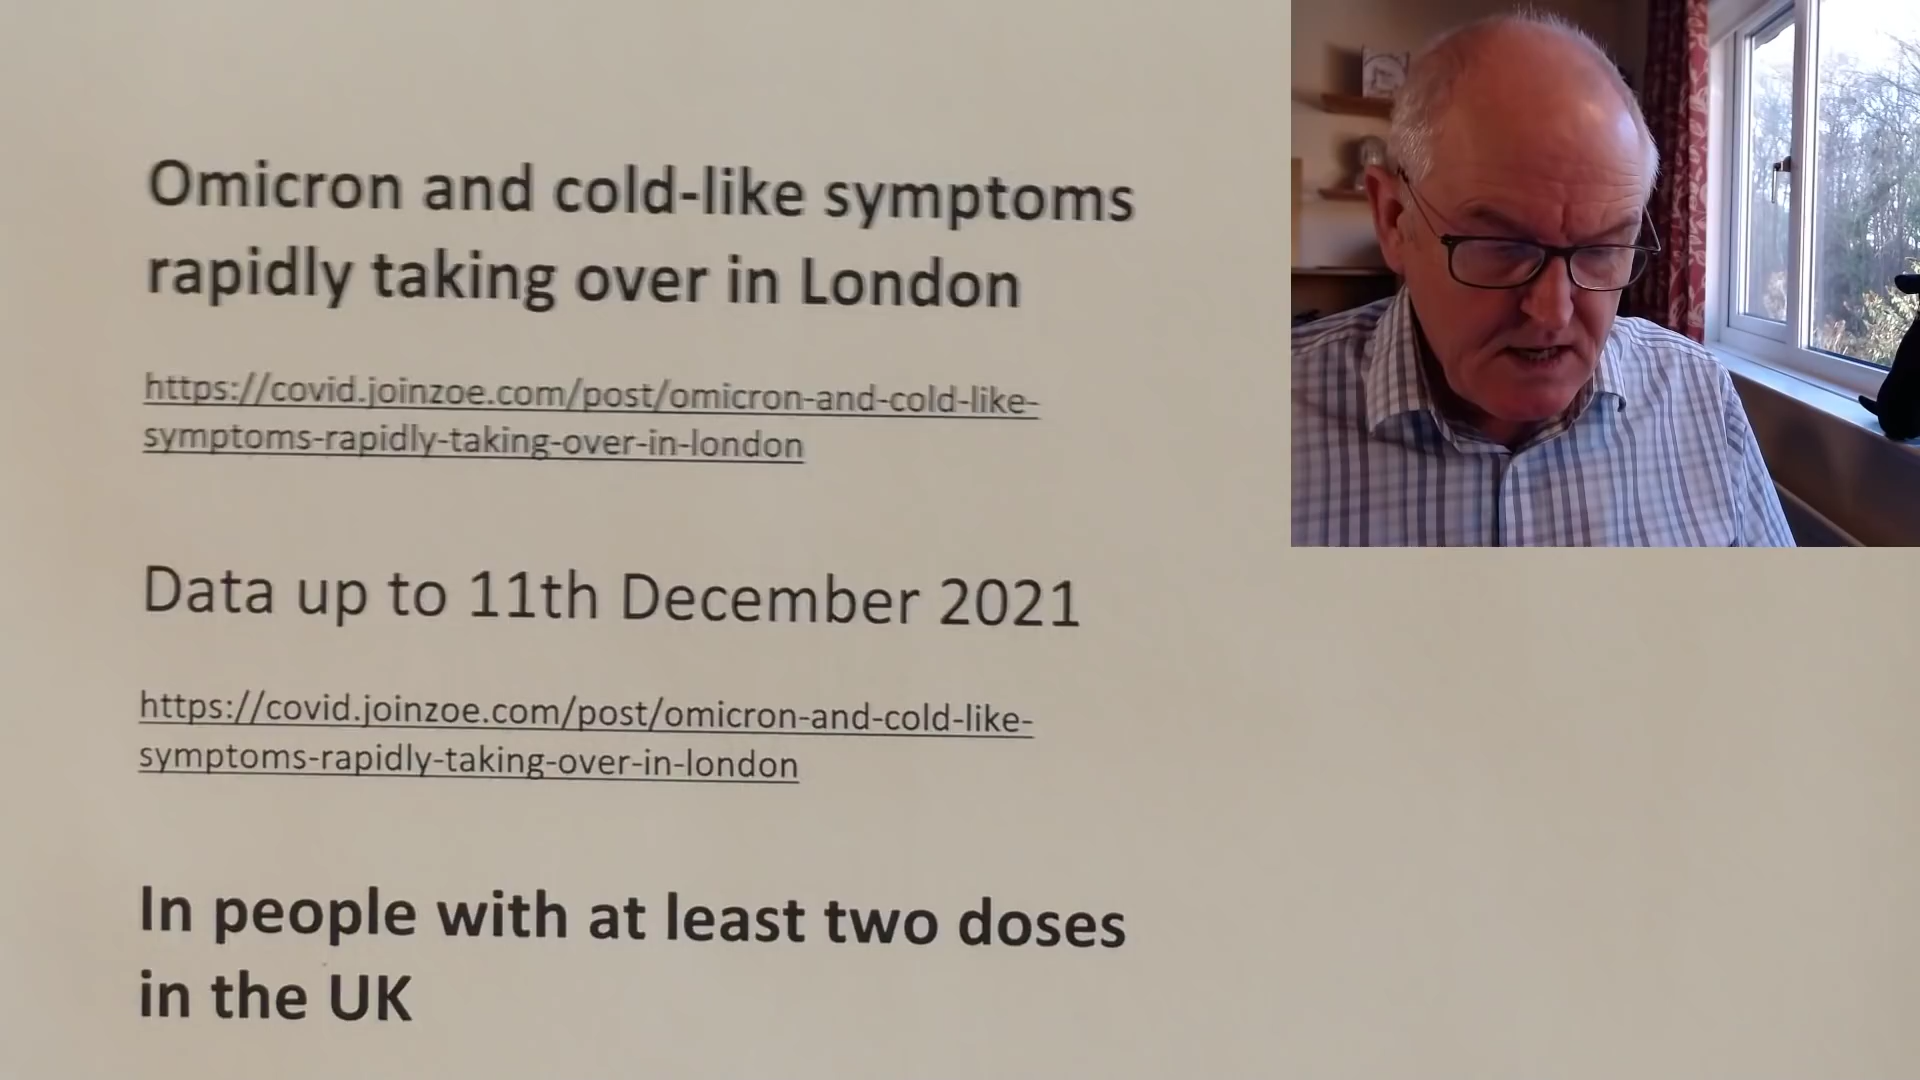 Omicron and cold-like symptoms
rapidly taking over in London
https://covid.joinzoe.com/post/omicron-and-cold-like-
symptoms-rapidly-taking-over-in-london
Data up to 11th December 2021
https://covid.joinzoe.com/post/omicron-and-cold-like-
symptoms-rapidly-taking-over-in-london
In people with at least two doses
in the UK